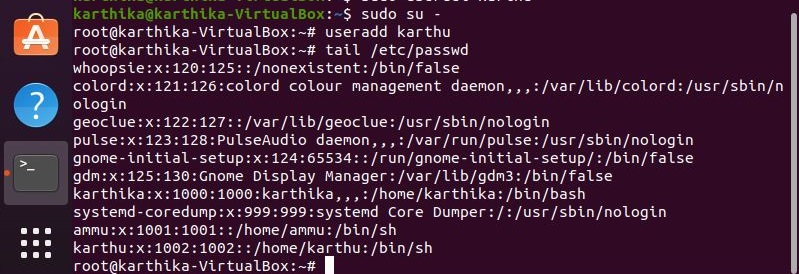 karthika@karthika-VirtualBox:~$ sudo su -
root@karthika-VirtualBox:~# useradd karthu
root@karthika-VirtualBox:~# tail /etc/passwd
whoopsie:x:120:125::/nonexistent:/bin/false
colord:x:121:126:colord colour management daemon,,,:/var/lib/colord:/usr/sbin/n
ologin
geoclue:x:122:127::/var/lib/geoclue:/usr/sbin/nologin
pulse:x:123:128:PulseAudio daemon,,,:/var/run/pulse:/usr/sbin/nologin
gnome-initial-setup:x:124:65534::/run/gnome-initial-setup/:/bin/false
gdm:x:125:130:Gnome Display Manager:/var/lib/gdm3:/bin/false
karthika:x:1000:1000:karthika,,,:/home/karthika:/bin/bash
systemd-coredump:x:999:999:systemd Core Dumper:/:/usr/sbin/nologin
ammu:x:1001:1001::/home/ammu:/bin/sh
karthu:x:1002:1002::/home/karthu:/bin/sh
root@karthika-VirtualBox:~#